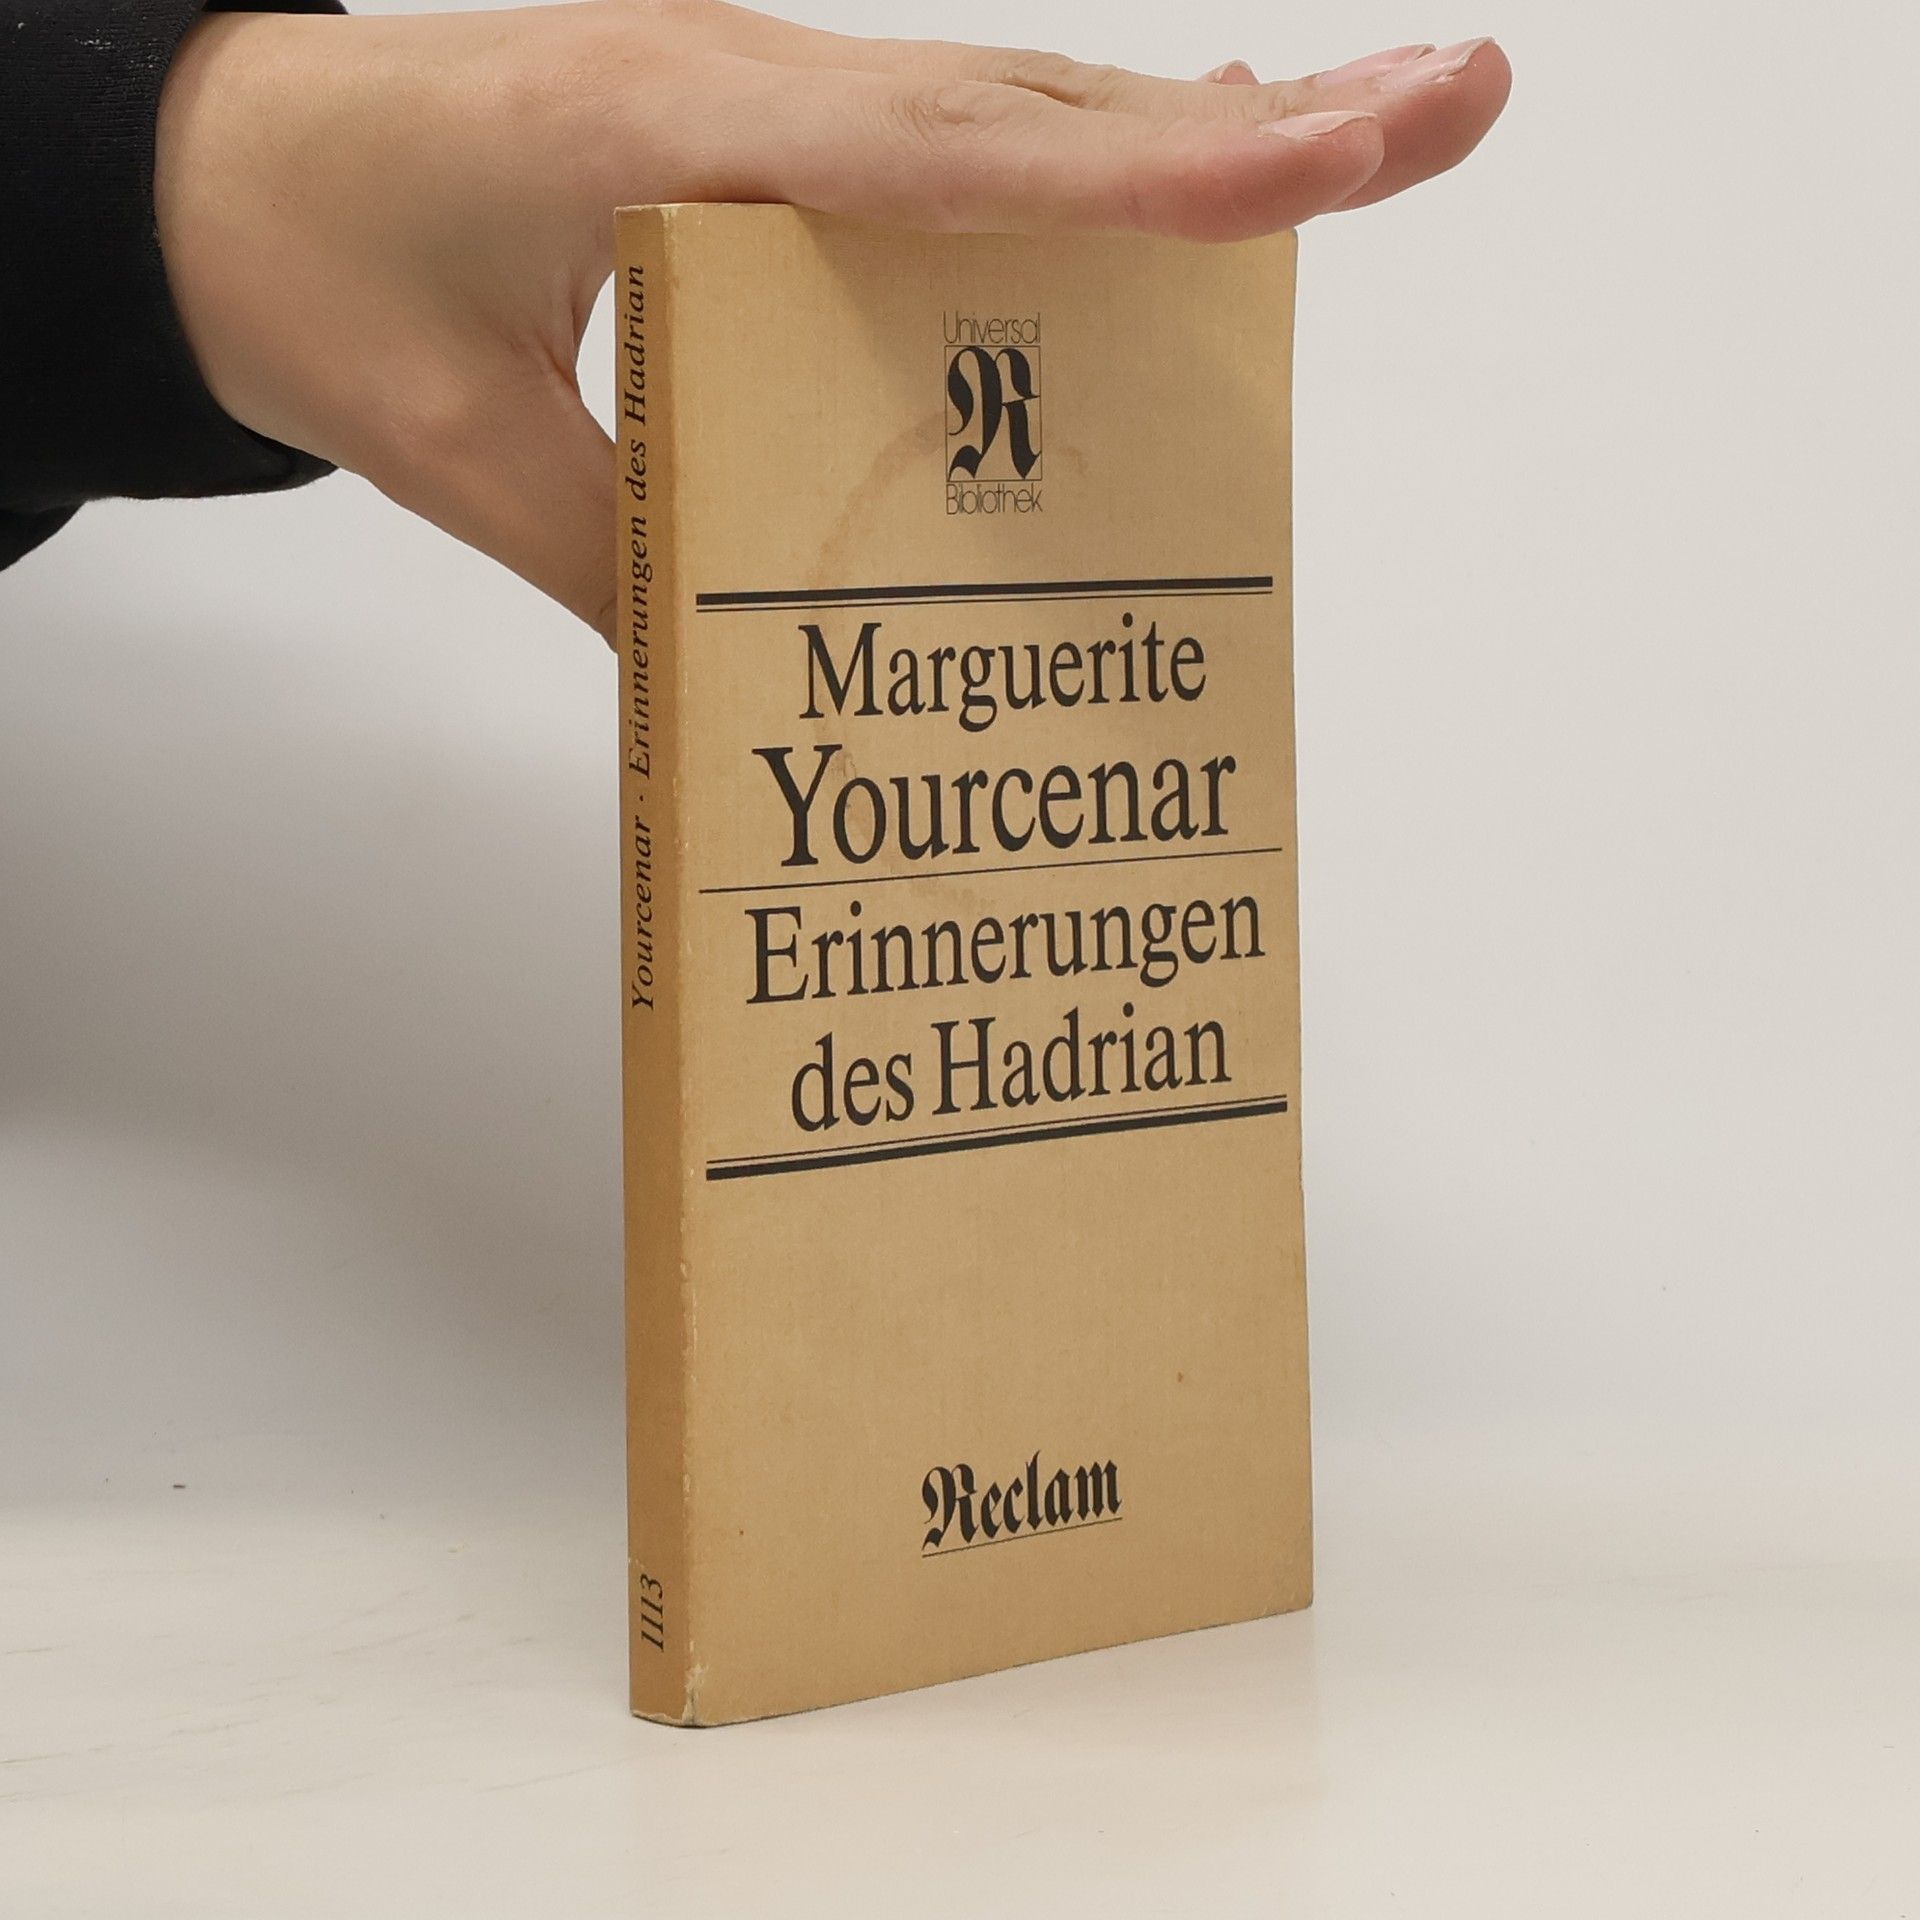 Universal
R
Bibliothek
Marguerite
Yourcenar
Erinnerungen
des Hadrian
Reclam
Yourcenar · Erinnerungen des Hadrian
1113